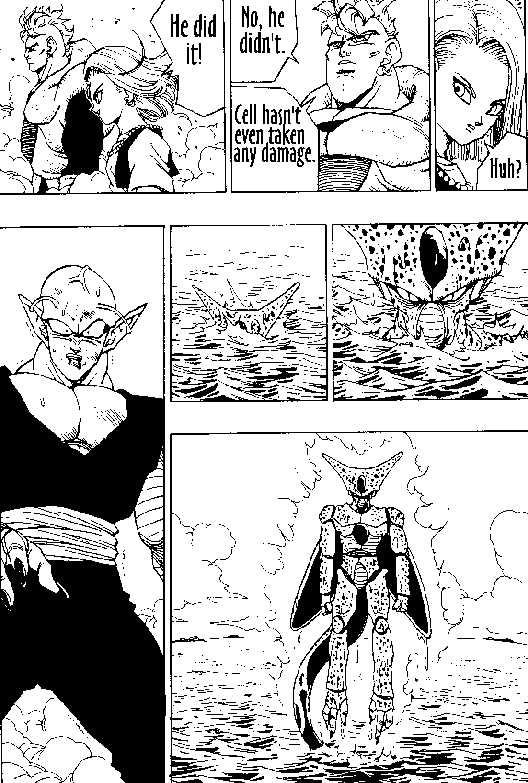 He did
it!
No, he
didn't.
Cell hasn't
even taken
any damage.
Huh?